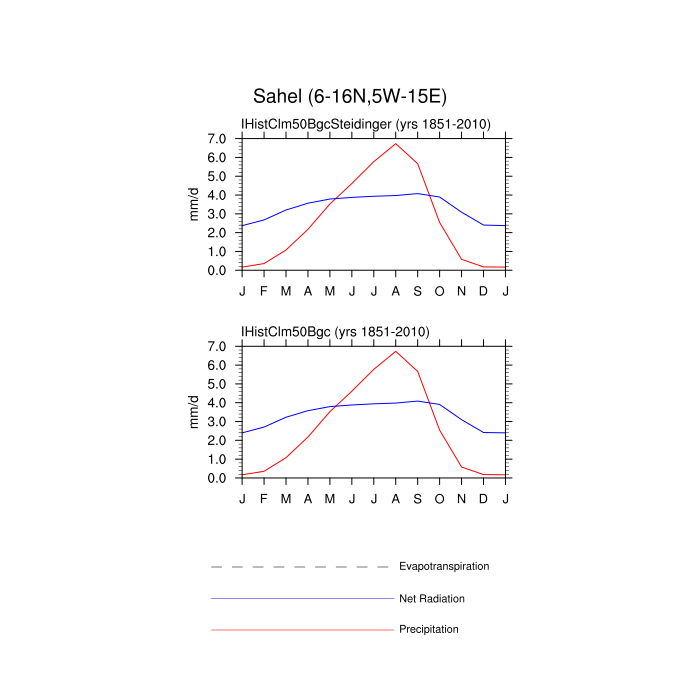 Sahel (6-16N,5W-15E)
IHistClm50BgcSteidinger (yrs 1851-2010)
7.0
6.0
5.0
4.0
3.0
2.0
1.0
0.0
mm/d
J F M A M J J A S O N D J
IHistClm50Bgc (yrs 1851-2010)
7.0
6.0
5.0
4.0
3.0
2.0
1.0
0.0
mm/d
J F M A M J J A S O N D J
Evapotranspiration
Net Radiation
Precipitation